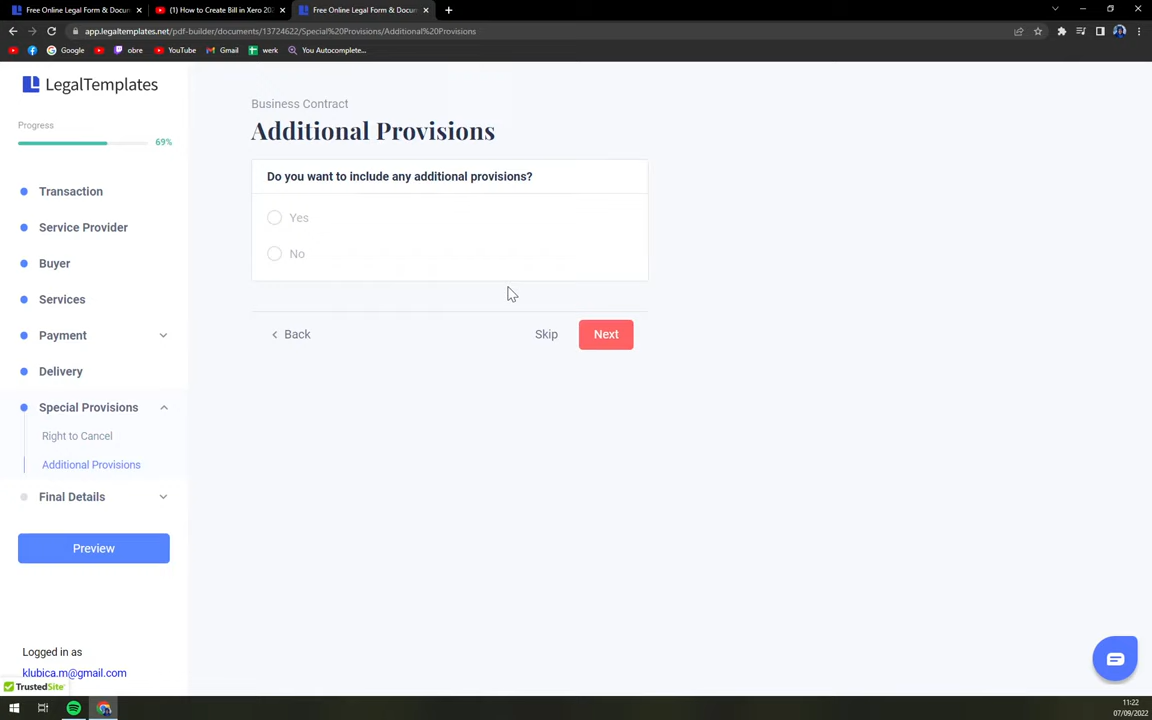 Free Online Legal Form & Docum
(1) How to Create Bill in Xero 202
Free Online Legal Form & Docum
app.legaltemplates.net/pdf-builder/documents/13724622/Special%20Provisions/Additional%20Provisions
Google
obre
YouTube
Gmail
werk
You Autocomplete...
LegalTemplates
Progress
69%
Transaction
Service Provider
Buyer
Services
Payment
Delivery
Special Provisions
Right to Cancel
Additional Provisions
Final Details
Preview
Logged in as
klubica.m@gmail.com
TrustedSite
Business Contract
Additional Provisions
Do you want to include any additional provisions?
Yes
No
Back
Skip
Next
11:22
07/09/2022